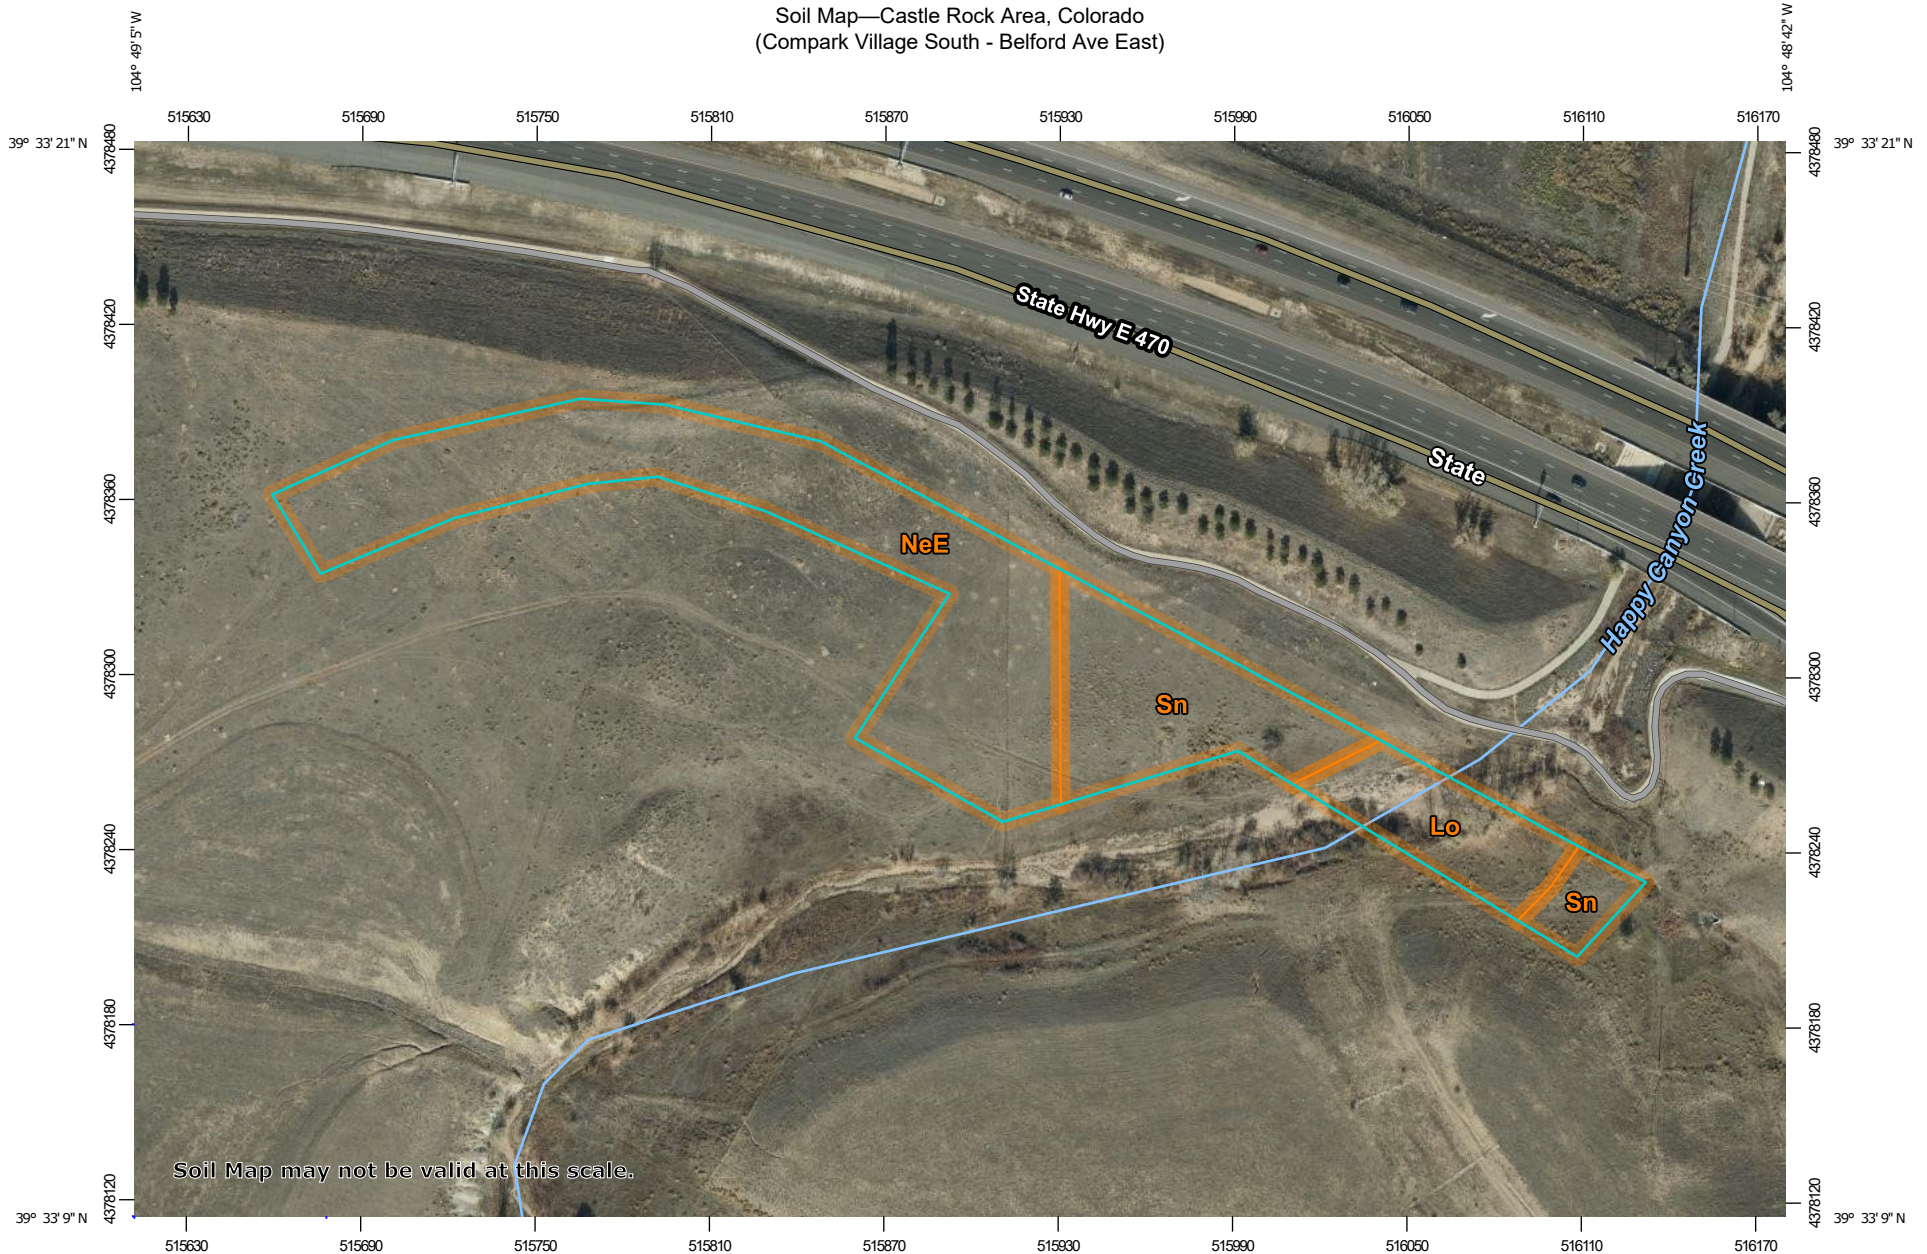 Soil Map—Castle Rock Area, Colorado
(Compark Village South - Belford Ave East)
104° 49' 5" W
104° 48' 42" W
515630 515690 515750 515810 515870 515930 515990 516050 516110 516170
39° 33' 21" N
39° 33' 21" N
4378480
4378480
4378420
4378420
State Hwy E 470
State
Happy Canyon Creek
4378360
4378360
NeE
4378300
4378300
Sn
4378240
4378240
Lo
Sn
4378180
4378180
Soil Map may not be valid at this scale.
4378120
4378120
39° 33' 9" N
39° 33' 9" N
515630 515690 515750 515810 515870 515930 515990 516050 516110 516170